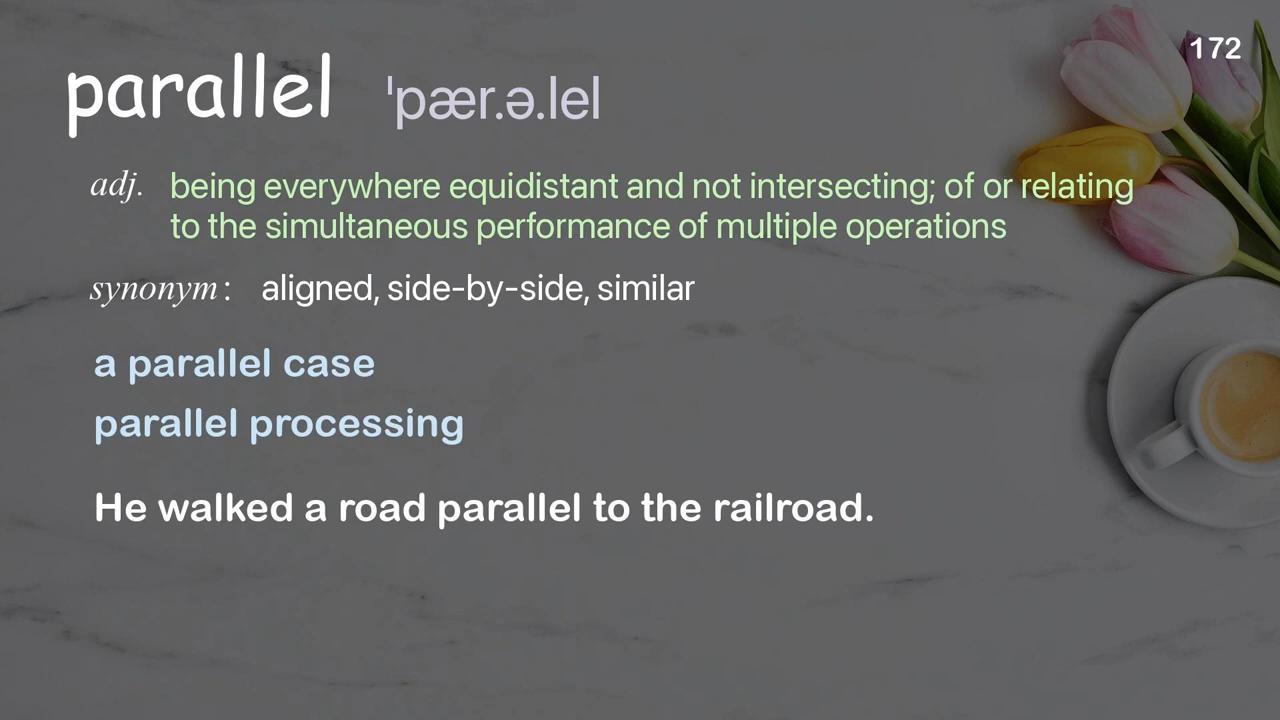 172
parallel ˈpær.ə.lel
adj. being everywhere equidistant and not intersecting; of or relating
to the simultaneous performance of multiple operations
synonym: aligned, side-by-side, similar
a parallel case
parallel processing
He walked a road parallel to the railroad.